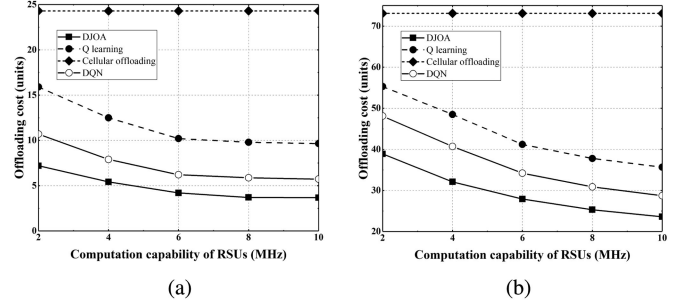 25
20
15
10
5
0
Offloading cost (units)
DJOA
Q learning
Cellular offloading
DQN
2
4
6
8
10
Computation capability of RSUs (MHz)
(a)
70
60
50
40
30
20
Offloading cost (units)
DJOA
Q learning
Cellular offloading
DQN
2
4
6
8
10
Computation capability of RSUs (MHz)
(b)